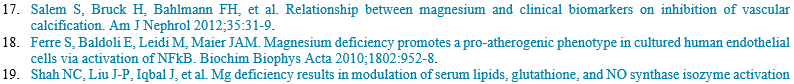 17. Salem S, Bruck H, Bahlmann FH, et al. Relationship between magnesium and clinical biomarkers on inhibition of vascular
calcification. Am J Nephrol 2012;35:31-9.
18. Ferre S, Baldoli E, Leidi M, Maier JAM. Magnesium deficiency promotes a pro-atherogenic phenotype in cultured human endothelial
cells via activation of NFkB. Biochim Biophys Acta 2010;1802:952-8.
19. Shah NC, Liu J-P, Iqbal J, et al. Mg deficiency results in modulation of serum lipids, glutathione, and NO synthase isozyme activation